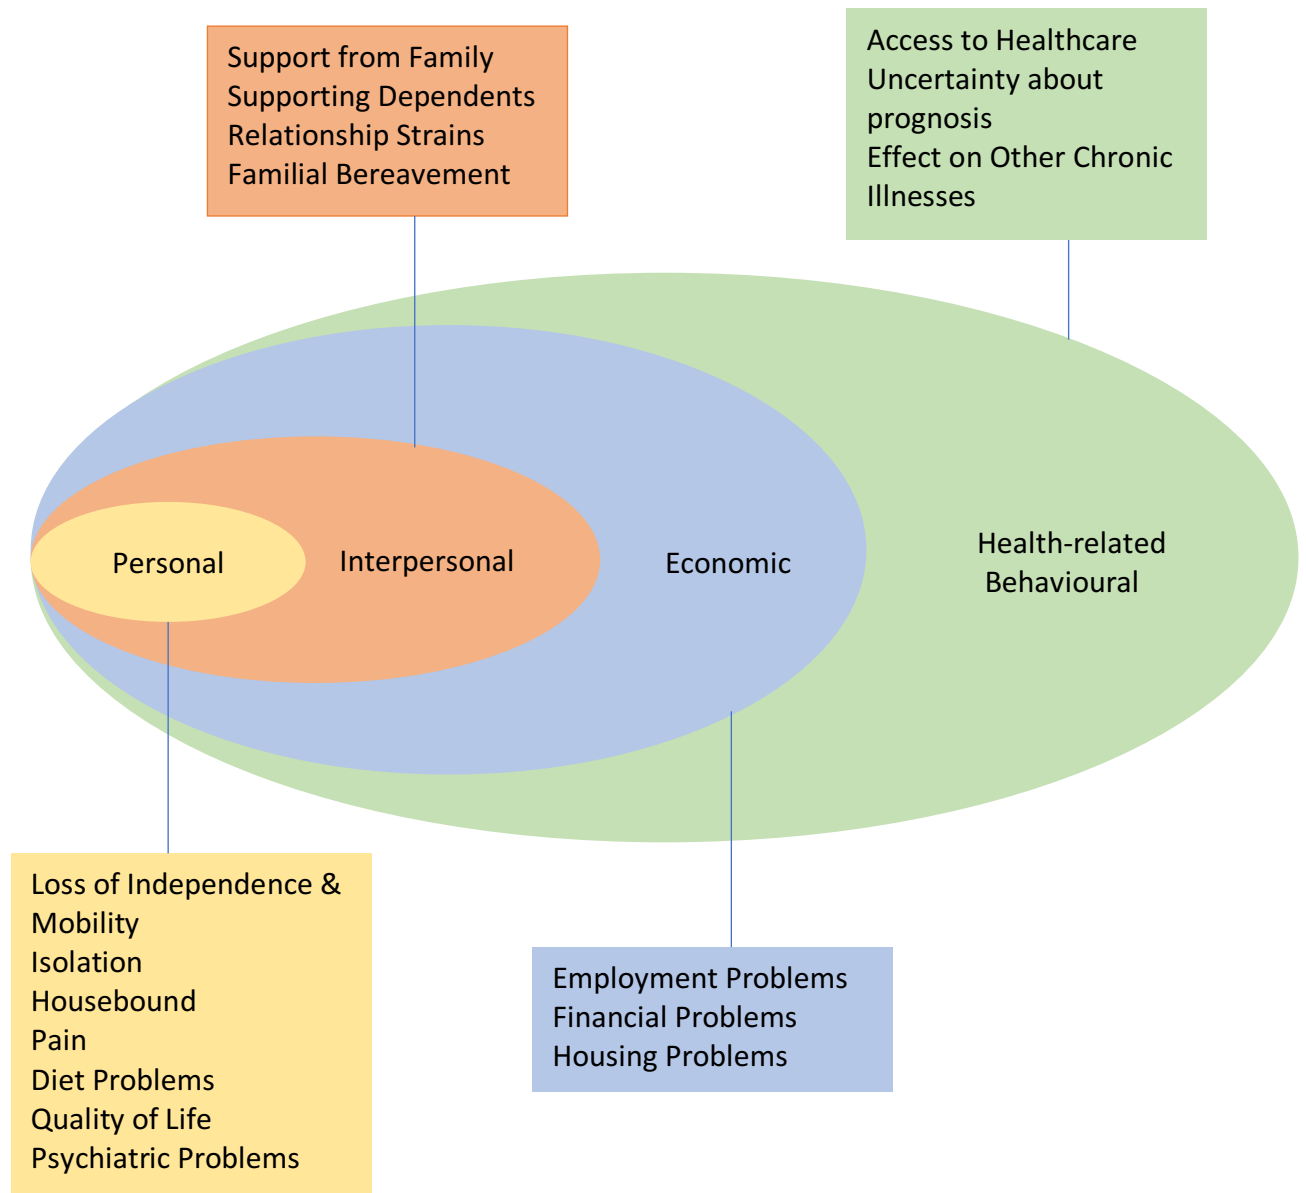 Support from Family
Supporting Dependents
Relationship Strains
Familial Bereavement
Access to Healthcare
Uncertainty about
prognosis
Effect on Other Chronic
Illnesses
Personal
Interpersonal
Economic
Health-related
Behavioural
Loss of Independence &
Mobility
Isolation
Housebound
Pain
Diet Problems
Quality of Life
Psychiatric Problems
Employment Problems
Financial Problems
Housing Problems